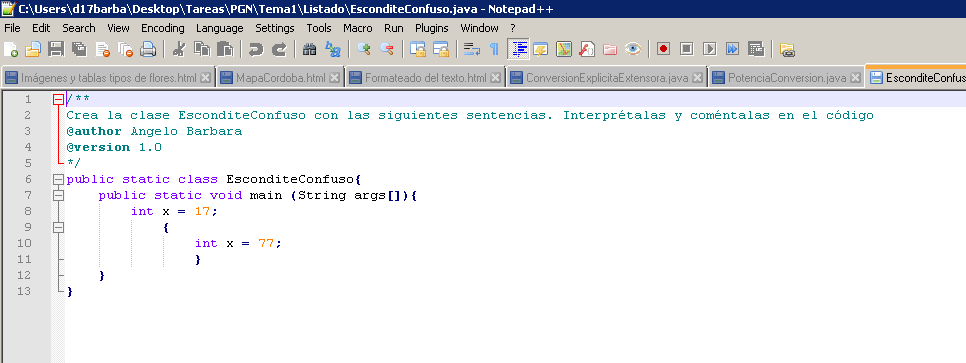 C:\Users\d17barba\Desktop\Tareas\PGN\Tema1\Listado\EsconditeConfuso.java - Notepad++
File Edit Search View Encoding Language Settings Macro Run Plugins Window ?
Imágenes y tablas tipos de flores.html MapaCordoba.html Formateado del texto.html ConversionExplicitaExtensora.java PotenciaConversion.java EsconditeConfus
1 /**
2 Crea la clase EsconditeConfuso con las siguientes sentencias. Interprétalas y coméntalas en el código
3 @author Angelo Barbara
4 @version 1.0
5 */
6 public static class EsconditeConfuso{
7 public static void main (String args[]){
8 int x = 17;
9 {
10 int x = 77;
11 }
12 }
13 }